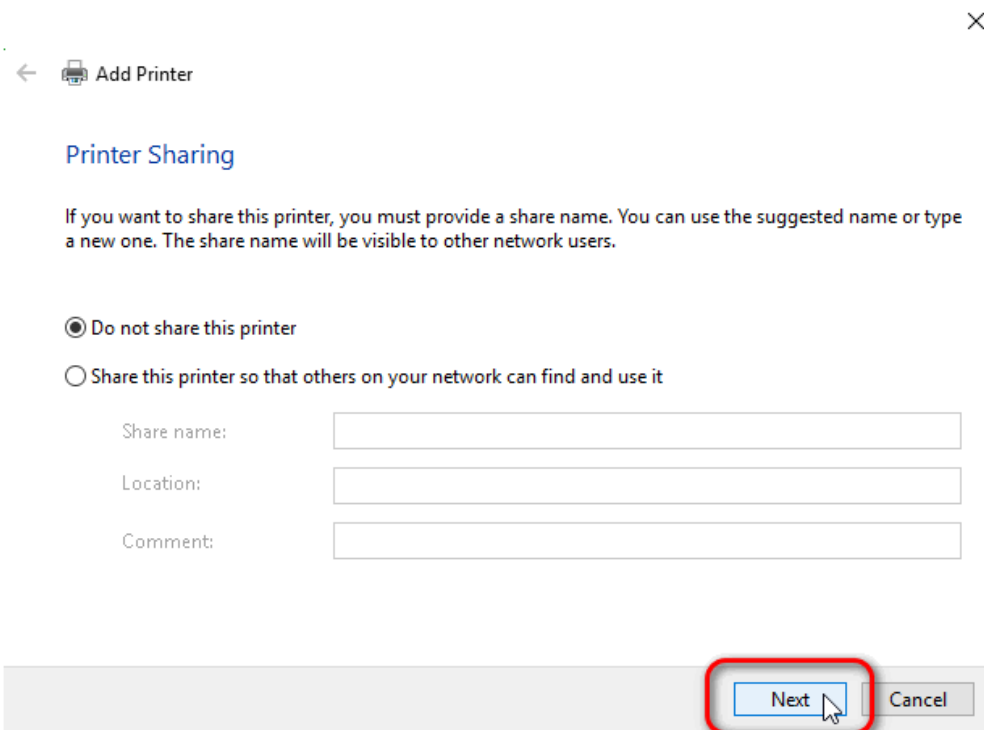 Add Printer
Printer Sharing
If you want to share this printer, you must provide a share name. You can use the suggested name or type
a new one. The share name will be visible to other network users.
Do not share this printer
Share this printer so that others on your network can find and use it
Share name:
Location:
Comment:
Next
Cancel